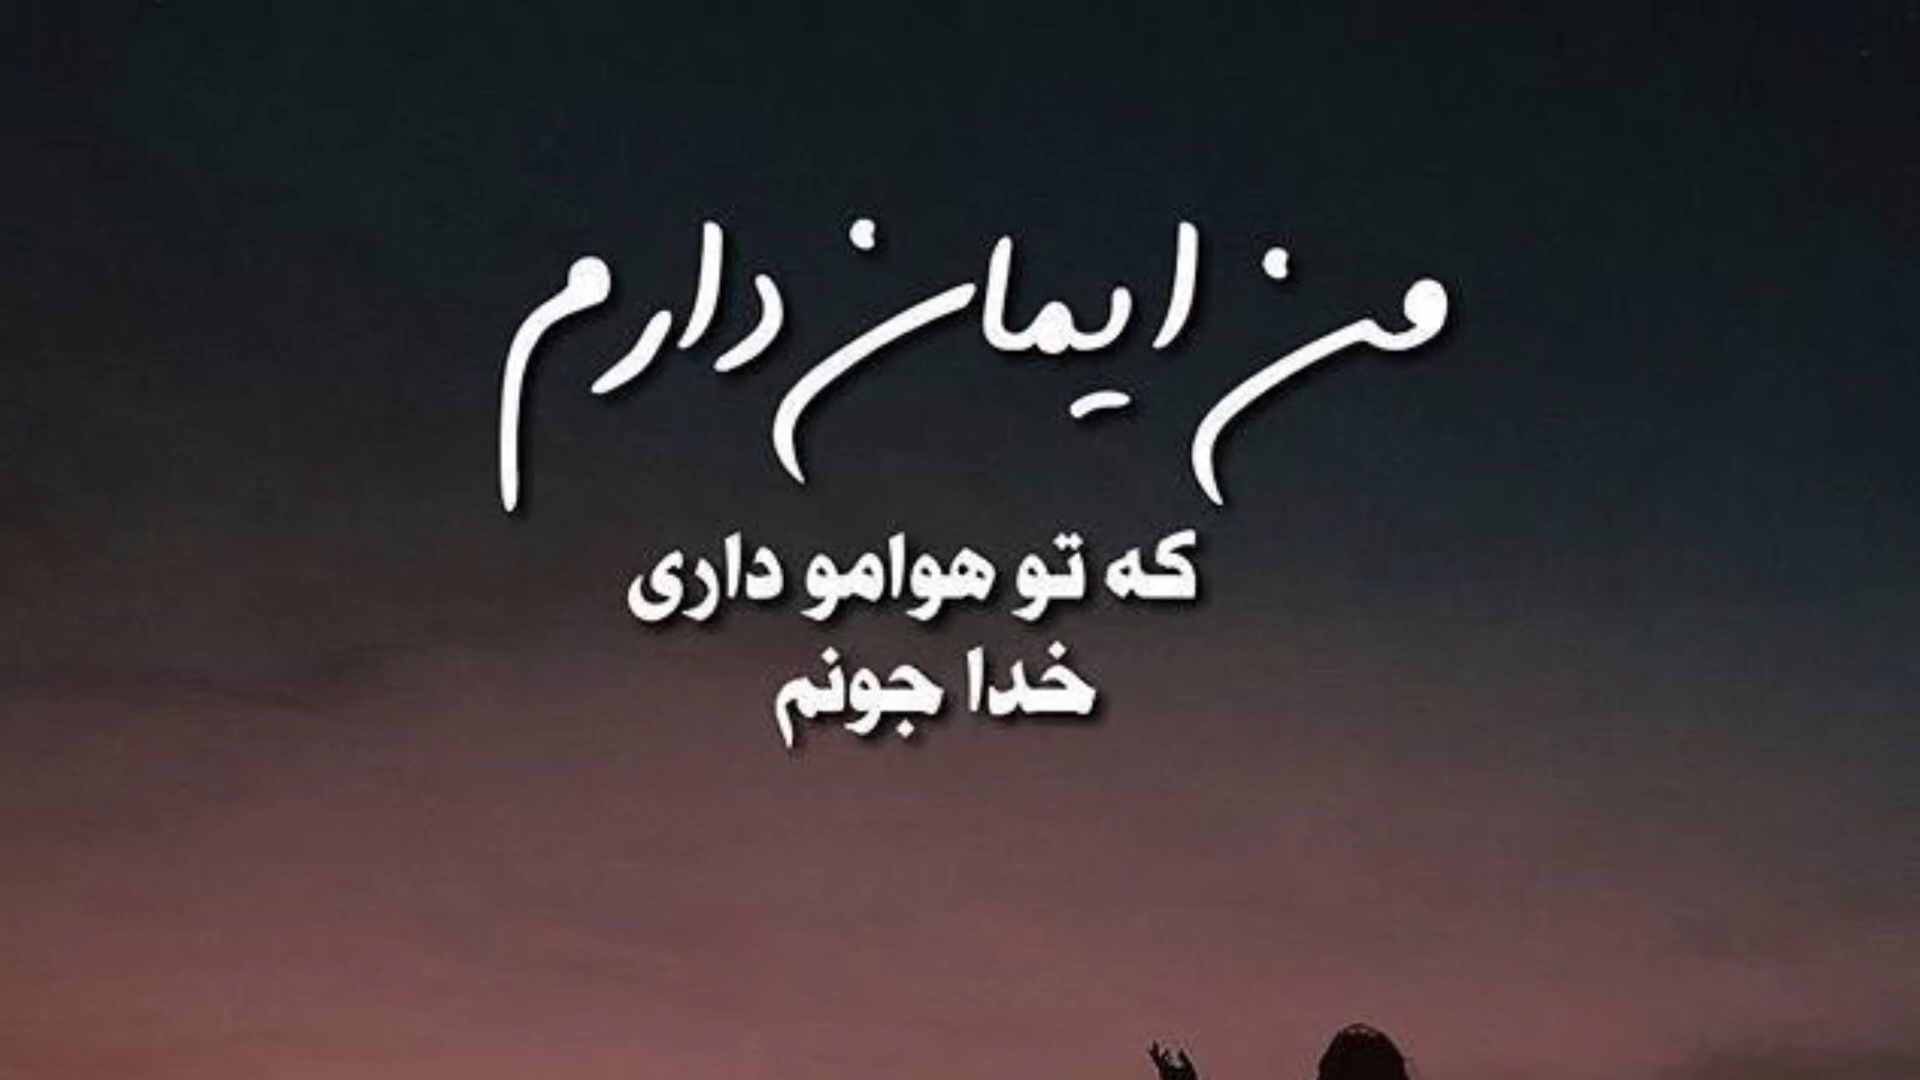 من ایمان دارم
که تو هوامو داری
خدا جونم